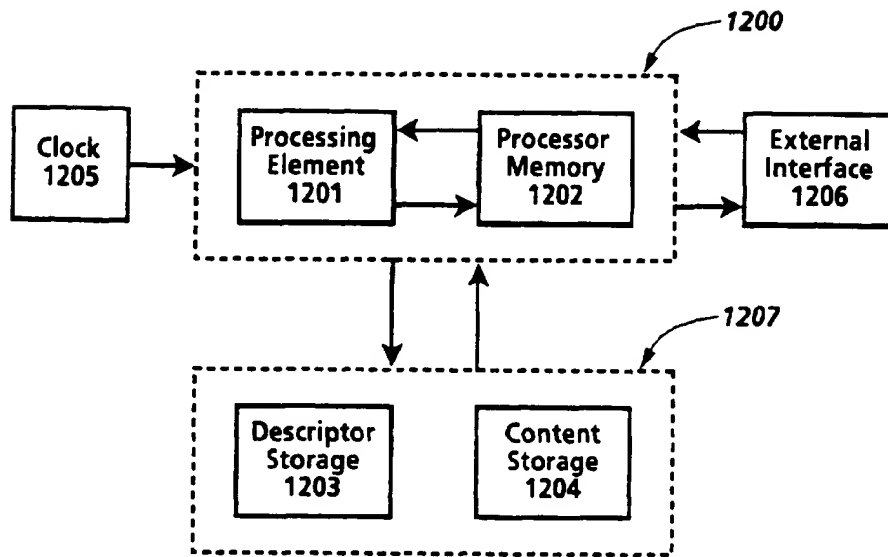 1200
Clock
1205
Processing
Element
1201
Processor
Memory
1202
External
Interface
1206
1207
Descriptor
Storage
1203
Content
Storage
1204